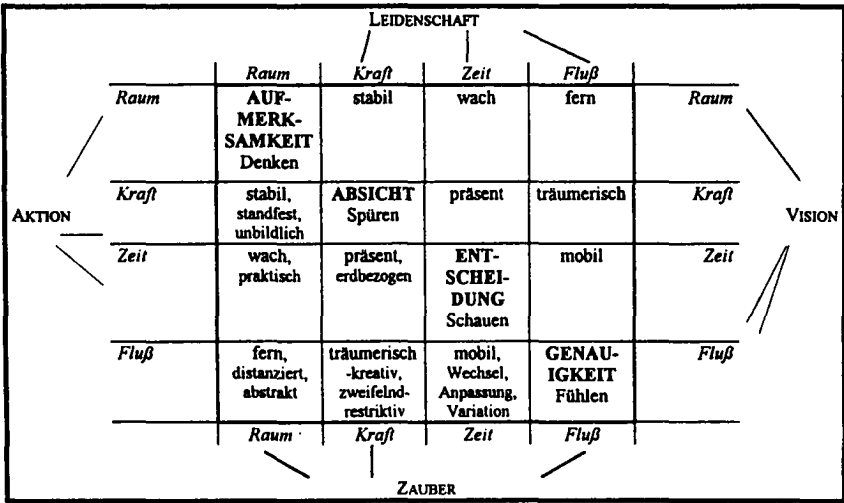 LEIDENSCHAFT
Raum Kraft Zeit Fluß
Raum AUF- stabil wach fern Raum
MERK-
SAMKEIT
Denken
Kraft stabil, ABSICHT präsent träumerisch Kraft
standfest, Spüren
unbildlich
AKTION VISION
Zeit wach, präsent, ENT- mobil Zeit
praktisch erdbezogen SCHEI-
DUNG
Schauen
Fluß fern, träumerisch mobil, GENAU- Fluß
distanziert, -kreativ, Wechsel, IGKEIT
abstrakt zweifelnd- Anpassung, Fühlen
restriktiv Variation
Raum Kraft Zeit Fluß
ZAUBER